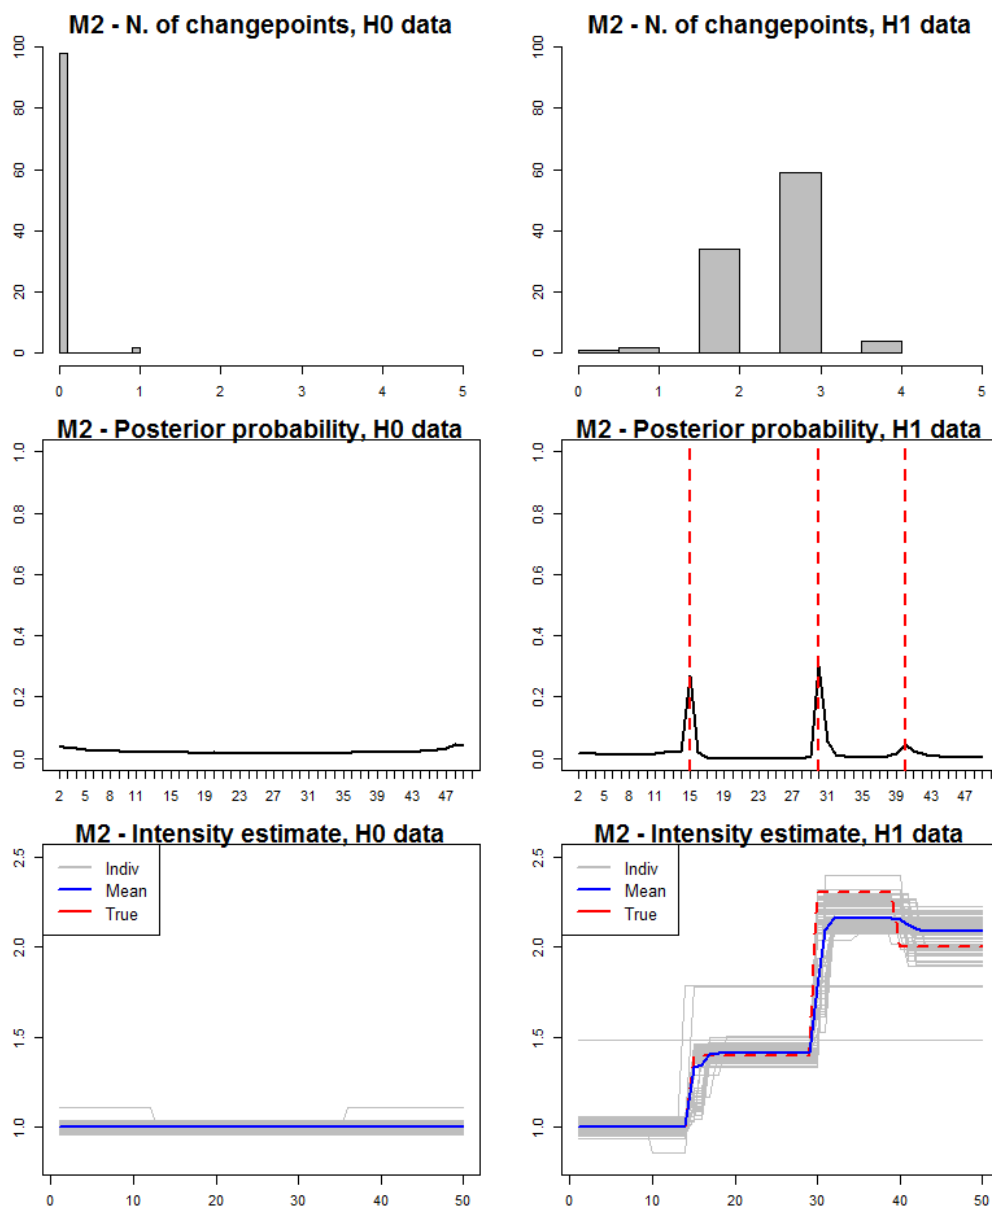 M2 - N. of changepoints, H0 data
100
80
60
40
20
0
0 1 2 3 4 5
M2 - N. of changepoints, H1 data
100
80
60
40
20
0
0 1 2 3 4 5
M2 - Posterior probability, H0 data
1.0
0.8
0.6
0.4
0.2
0.0
2 5 8 11 15 19 23 27 31 35 39 43 47
M2 - Posterior probability, H1 data
1.0
0.8
0.6
0.4
0.2
0.0
2 5 8 11 15 19 23 27 31 35 39 43 47
M2 - Intensity estimate, H0 data
Indiv
Mean
True
2.5
2.0
1.5
1.0
0 10 20 30 40 50
M2 - Intensity estimate, H1 data
Indiv
Mean
True
2.5
2.0
1.5
1.0
0 10 20 30 40 50